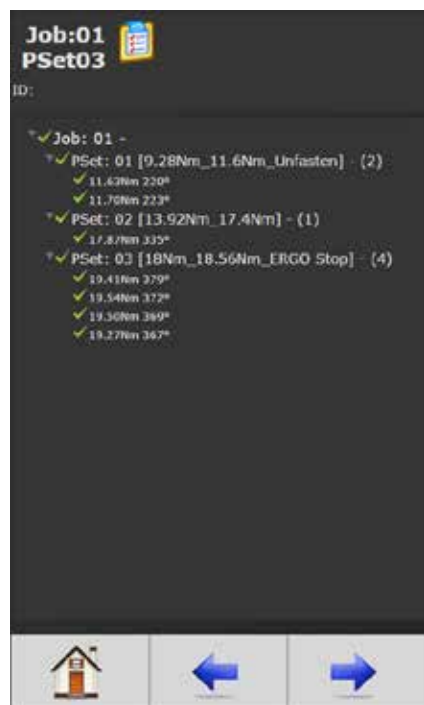 Job:01
PSet03
ID:
Job: 01 -
PSet: 01 [9.28Nm_11.6Nm_Unfasten] - (2)
11.63Nm 220°
11.70Nm 223°
PSet: 02 [13.92Nm_17.4Nm] - (1)
17.87Nm 335°
PSet: 03 [18Nm_18.56Nm_ERGO Stop] - (4)
19.41Nm 379°
19.54Nm 372°
19.50Nm 369°
19.27Nm 367°